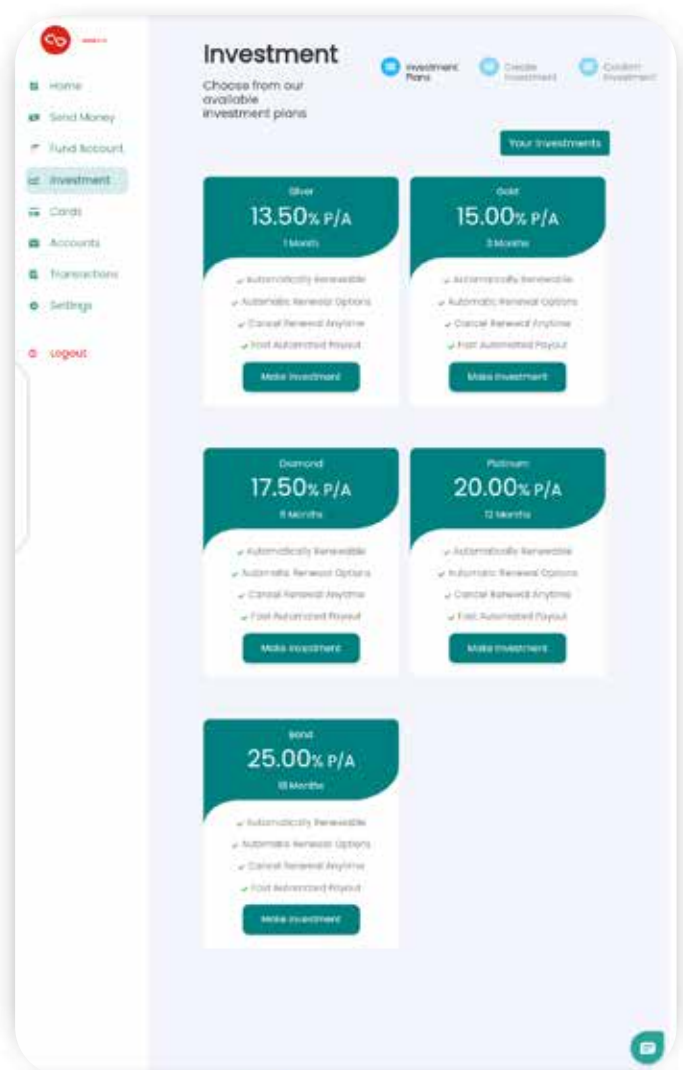 Investment
Choose from our
available
investment plans
Investment
Plans
Create
Investment
Confirm
Investment
Your Investments
Home
Send Money
Fund Account
Investment
Cards
Accounts
Transactions
Settings
Logout
Silver
13.50% P/A
1 Month
Automatically Renewable
Automatic Renewal Options
Cancel Renewal Anytime
Fast Automated Payout
Make Investment
Gold
15.00% P/A
3 Months
Automatically Renewable
Automatic Renewal Options
Cancel Renewal Anytime
Fast Automated Payout
Make Investment
Diamond
17.50% P/A
Months
Automatically Renewable
Automatic Renewal Options
Cancel Renewal Anytime
Fast Automated Payout
Make Investment
Platinum
20.00% P/A
12 Months
Automatically Renewable
Automatic Renewal Options
Cancel Renewal Anytime
Fast Automated Payout
Make Investment
Bond
25.00% P/A
18 Months
Automatically Renewable
Automatic Renewal Options
Cancel Renewal Anytime
Fast Automated Payout
Make Investment